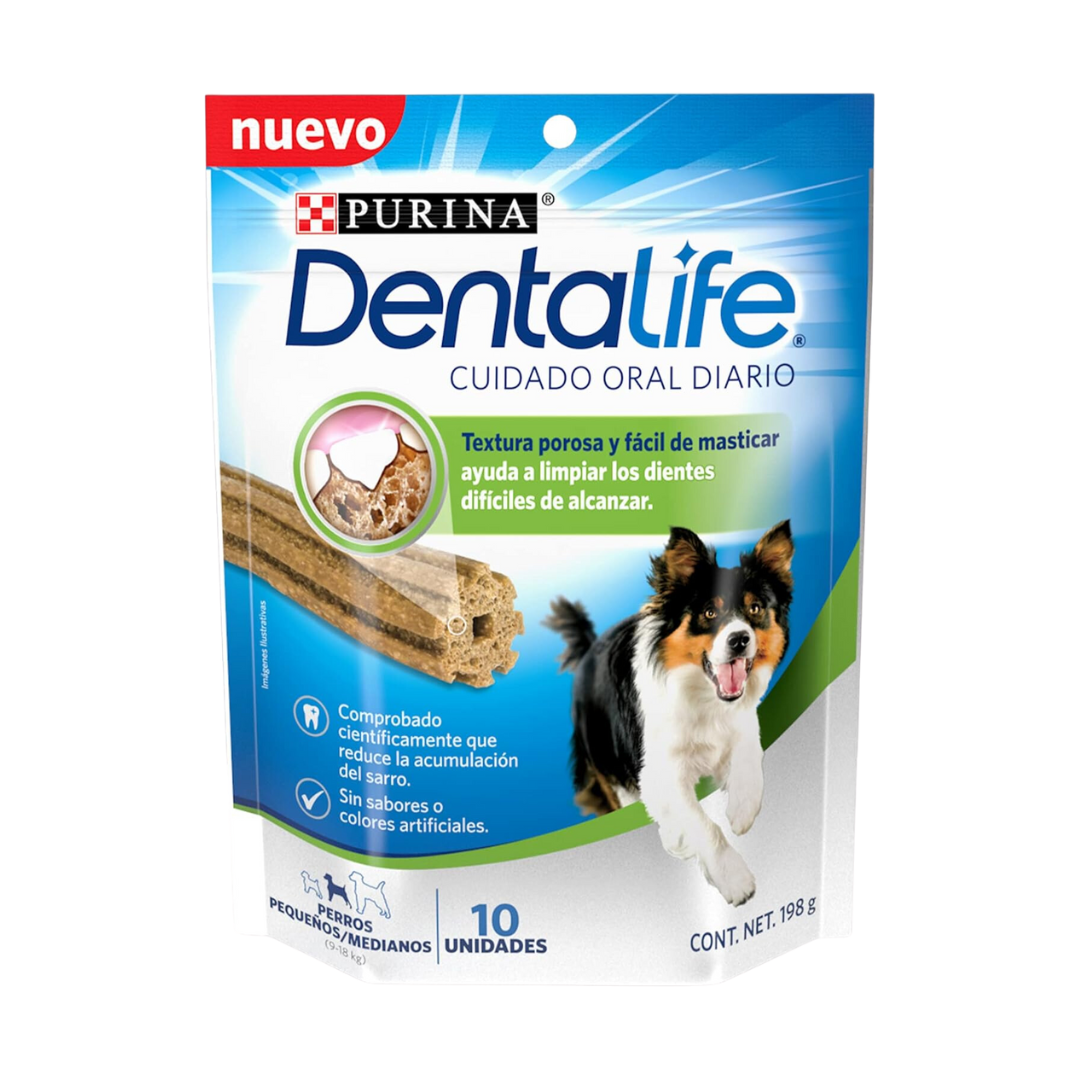 nuevo
PURINA®
Dentalife®
CUIDADO ORAL DIARIO
Textura porosa y fácil de masticar
ayuda a limpiar los dientes
difíciles de alcanzar.
Imágenes Ilustrativas
Comprobado
científicamente que
reduce la acumulación
del sarro.
Sin sabores o
colores artificiales.
PERROS
PEQUEÑOS/MEDIANOS
(9-18 kg)
10
UNIDADES
CONT. NET. 198 g